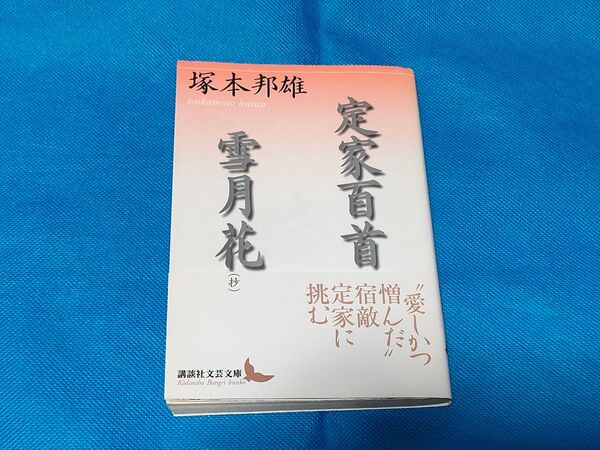 塚本邦雄
tsukamoto kunio
定家百首
雪月花
(抄)
“愛しかつ
憎んだ”
宿敵
定家に
挑む
講談社文芸文庫
Kōdansha Bungei bunko